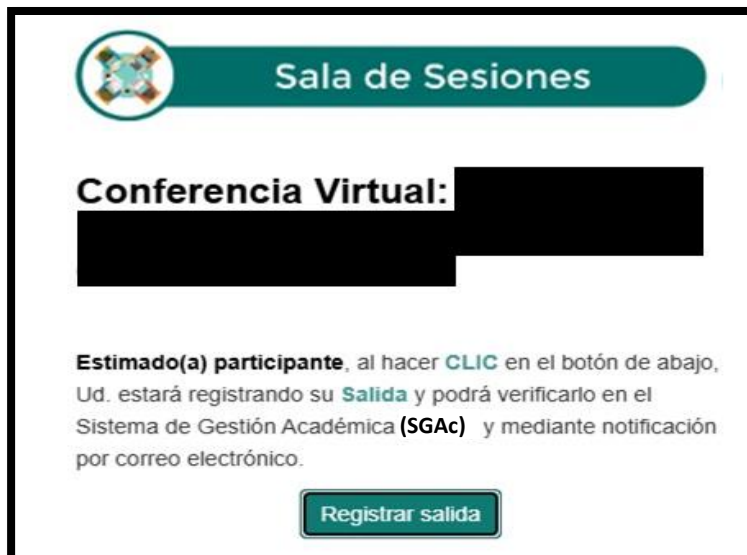 Sala de Sesiones
Conferencia Virtual:
Estimado(a) participante, al hacer CLIC en el botón de abajo,
Ud. estará registrando su Salida y podrá verificarlo en el
Sistema de Gestión Académica (SGAc) y mediante notificación
por correo electrónico.
Registrar salida